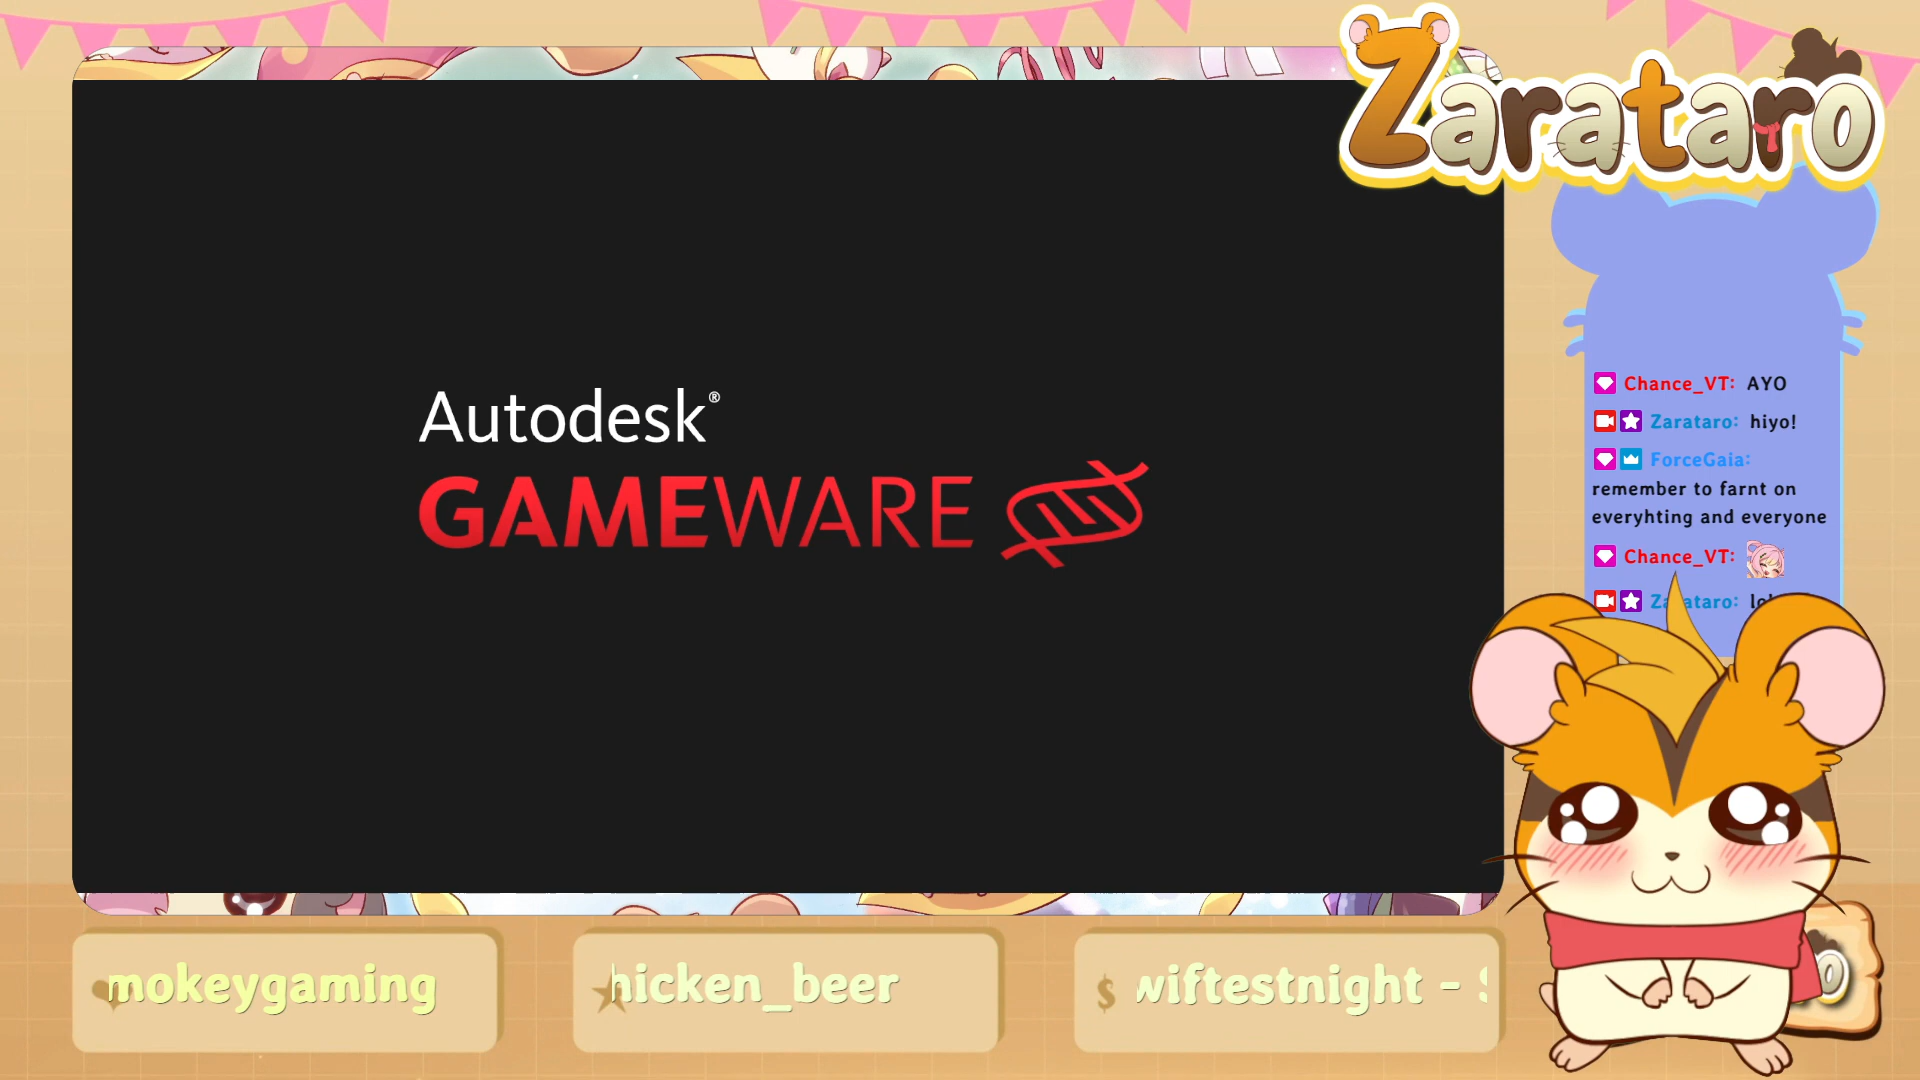 Zarataro
Autodesk®
GAMEWARE
Chance_VT: AYO
Zarataro: hiyo!
ForceGaia:
remember to farnt on
everyhting and everyone
Chance_VT:
mokeygaming
hicken_beer
$ wiftestnight -